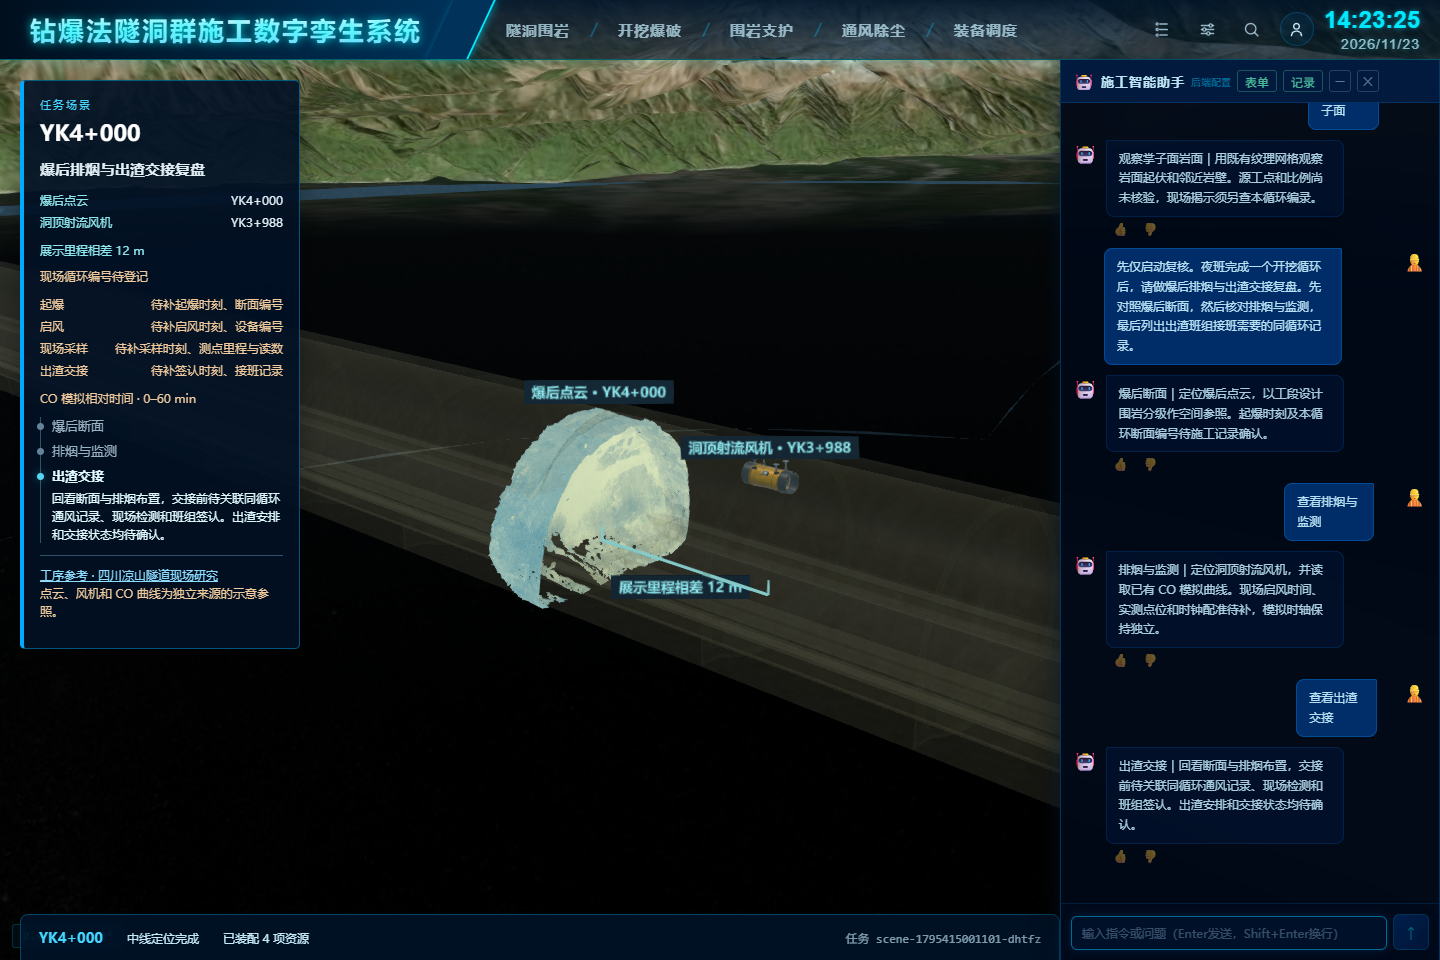 钻爆法隧洞群施工数字孪生系统
隧洞围岩 / 开挖爆破 / 围岩支护 / 通风除尘 / 装备调度
14:23:25
2026/11/23
任务场景
YK4+000
爆后排烟与出渣交接复盘
爆后点云 YK4+000
洞顶射流风机 YK3+988
展示里程相差 12 m
现场循环编号待登记
起爆 待补起爆时刻、断面编号
启风 待补启风时刻、设备编号
现场采样 待补采样时刻、测点里程与读数
出渣交接 待补签认时刻、接班记录
CO 模拟相对时间 · 0–60 min
爆后断面
排烟与监测
出渣交接
回看断面与排烟布置，交接前待关联同循环
通风记录、现场检测和班组签认。出渣安排
和交接状态均待确认。
工序参考 · 四川凉山隧道现场研究
点云、风机和 CO 曲线为独立来源的示意参
照。
爆后点云 · YK4+000
洞顶射流风机 · YK3+988
展示里程相差 12 m
施工智能助手 后端配置 表单 记录
子面
观察掌子面岩面 | 用既有纹理网格观察
岩面起伏和邻近岩壁。源工点和比例尚
未核验，现场揭示须另查本循环编录。
先仅启动复核。夜班完成一个开挖循环
后，请做爆后排烟与出渣交接复盘。先
对照爆后断面，然后核对排烟与监测，
最后列出出渣班组接班需要的同循环记
录。
爆后断面 | 定位爆后点云，以工段设计
围岩分级作空间参照。起爆时刻及本循
环断面编号待施工记录确认。
查看排烟与
监测
排烟与监测 | 定位洞顶射流风机，并读
取已有 CO 模拟曲线。现场启风时间、
实测点位和时钟配准待补，模拟时轴保
持独立。
查看出渣
交接
出渣交接 | 回看断面与排烟布置，交接
前待关联同循环通风记录、现场检测和
班组签认。出渣安排和交接状态均待确
认。
输入指令或问题（Enter发送，Shift+Enter换行）
YK4+000 中线定位完成 已装配 4 项资源
任务 scene-1795415001101-dhtfz